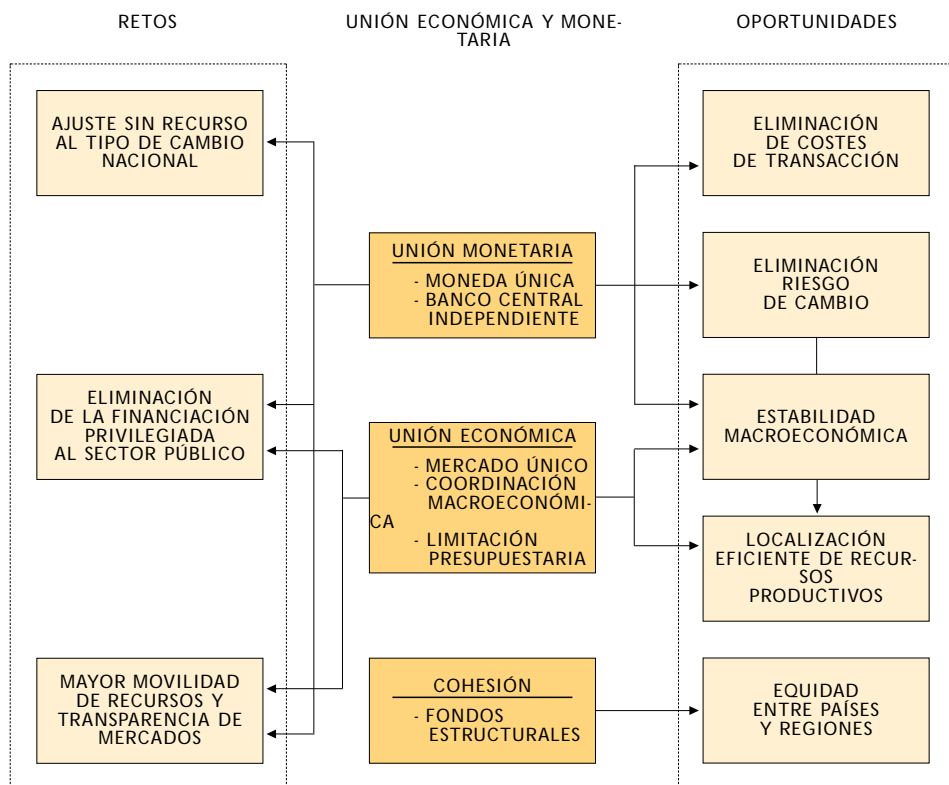 RETOS
UNIÓN ECONÓMICA Y MONE-
TARIA
OPORTUNIDADES
AJUSTE SIN RECURSO
AL TIPO DE CAMBIO
NACIONAL
ELIMINACIÓN
DE LA FINANCIACIÓN
PRIVILEGIADA
AL SECTOR PÚBLICO
MAYOR MOVILIDAD
DE RECURSOS Y
TRANSPARENCIA DE
MERCADOS
UNIÓN MONETARIA
- MONEDA ÚNICA
- BANCO CENTRAL
INDEPENDIENTE
UNIÓN ECONÓMICA
- MERCADO ÚNICO
- COORDINACIÓN
MACROECONÓMI-
CA
- LIMITACIÓN
PRESUPUESTARIA
COHESIÓN
- FONDOS
ESTRUCTURALES
ELIMINACIÓN
DE COSTES
DE TRANSACCIÓN
ELIMINACIÓN
RIESGO
DE CAMBIO
ESTABILIDAD
MACROECONÓMICA
LOCALIZACIÓN
EFICIENTE DE RECUR-
SOS
PRODUCTIVOS
EQUIDAD
ENTRE PAÍSES
Y REGIONES